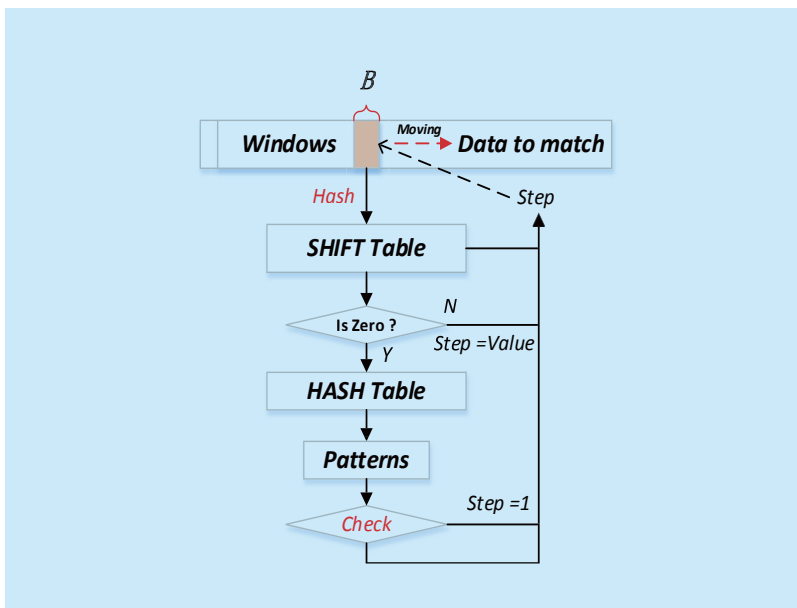 B
Windows
Moving
Data to match
Hash
Step
SHIFT Table
N
Is Zero ?
Step =Value
Y
HASH Table
Patterns
Step =1
Check